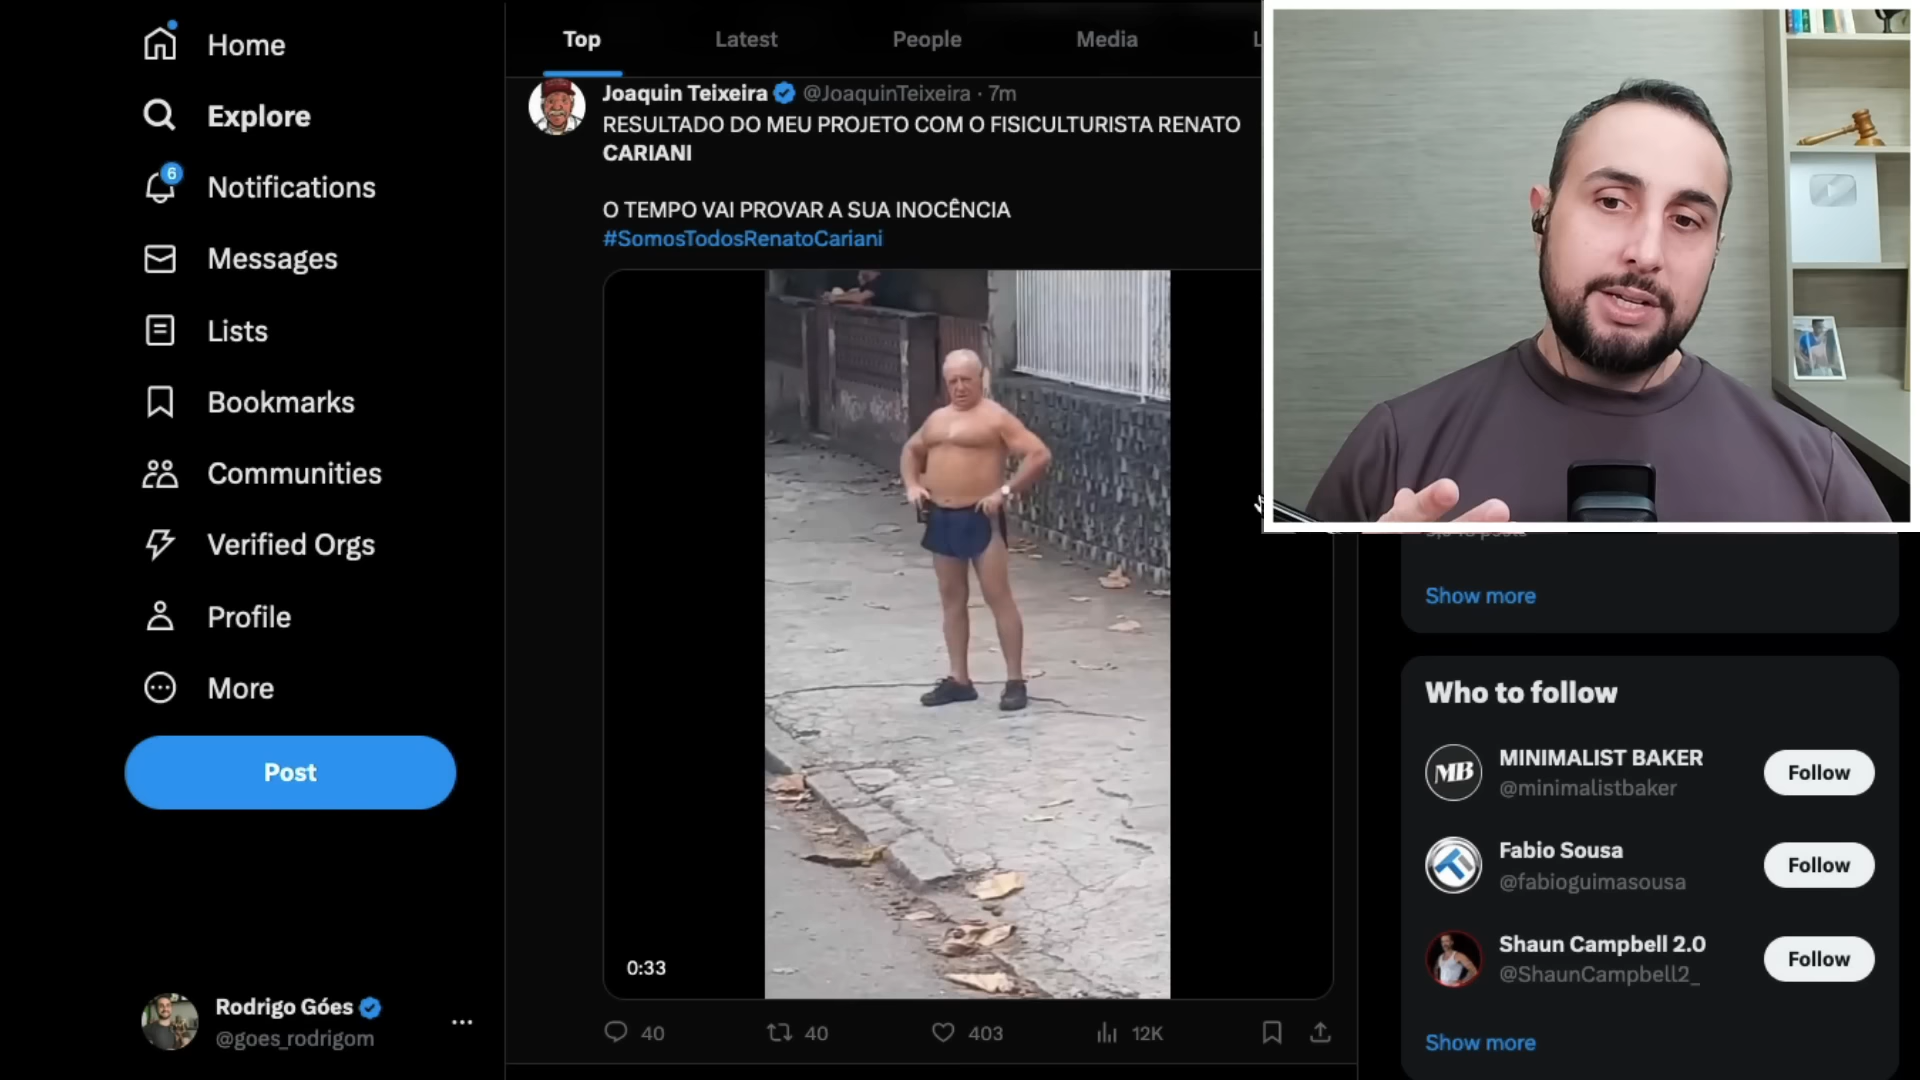 Home
Explore
6
Notifications
Messages
Lists
Bookmarks
Communities
Verified Orgs
Profile
More
Post
Rodrigo Góes
@goes_rodrigom
Top
Latest
People
Media
Joaquin Teixeira @JoaquinTeixeira · 7m
RESULTADO DO MEU PROJETO COM O FISICULTURISTA RENATO
CARIANI
O TEMPO VAI PROVAR A SUA INOCÊNCIA
#SomosTodosRenatoCariani
0:33
40
40
403
12K
Show more
Who to follow
MB
MINIMALIST BAKER
@minimalistbaker
Follow
Fabio Sousa
@fabioguimasousa
Follow
Shaun Campbell 2.0
@ShaunCampbell2_
Follow
Show more